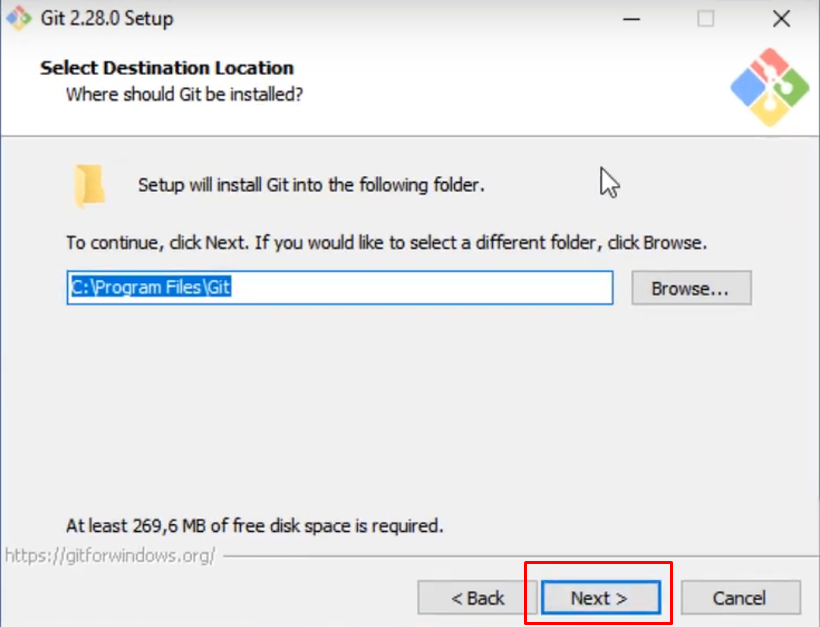 Git 2.28.0 Setup
Select Destination Location
Where should Git be installed?
Setup will install Git into the following folder.
To continue, click Next. If you would like to select a different folder, click Browse.
C:\Program Files\Git
Browse...
At least 269,6 MB of free disk space is required.
https://gitforwindows.org/
< Back
Next >
Cancel